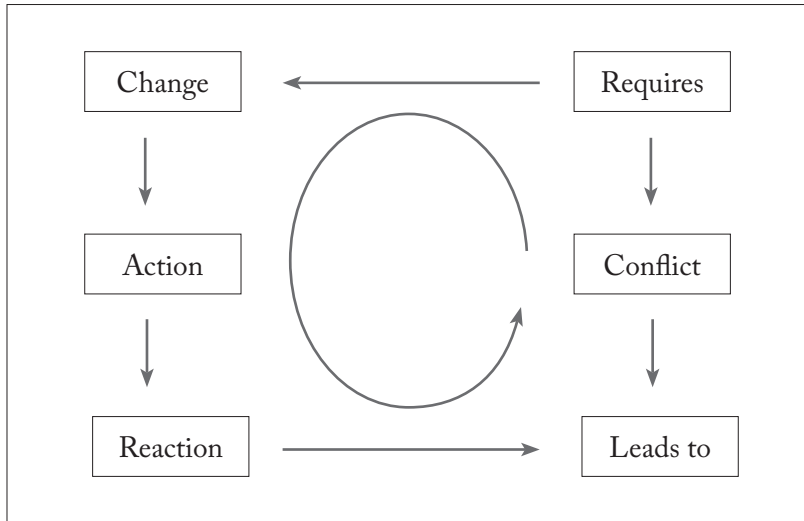 Change
Requires
Action
Conflict
Reaction
Leads to